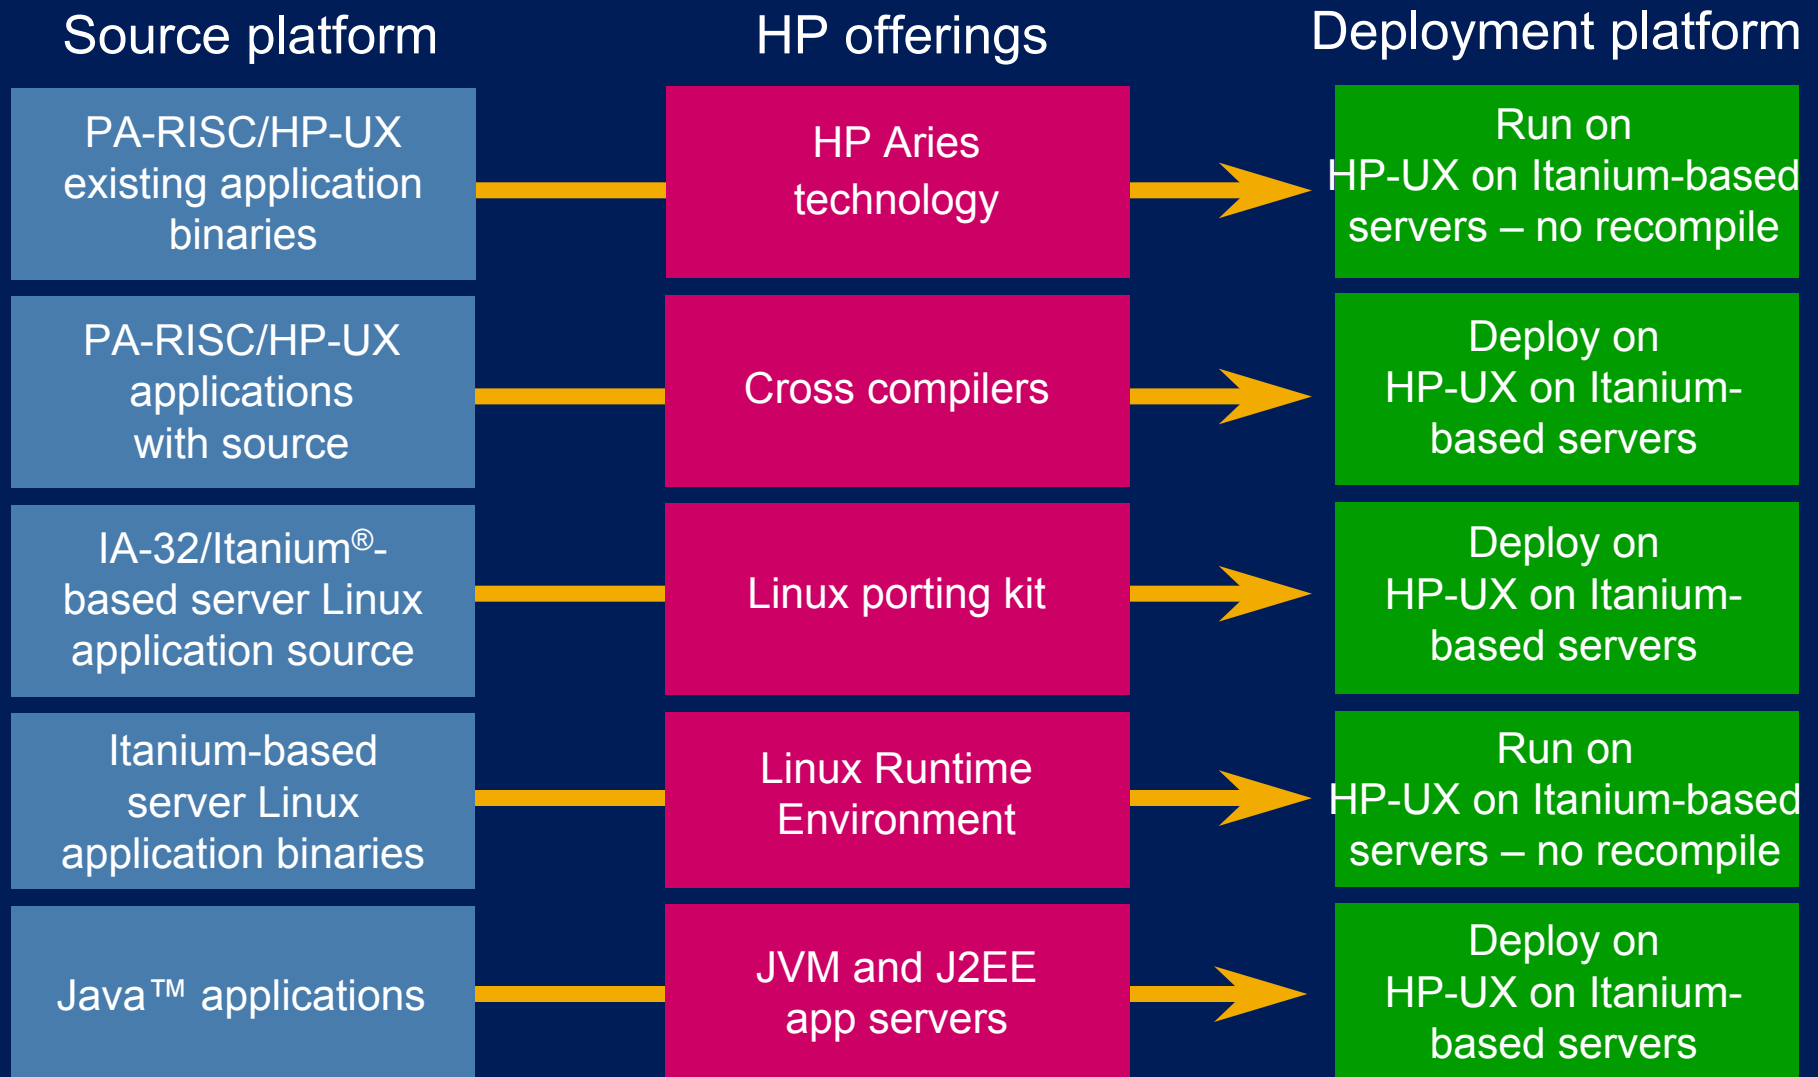 Source platform
HP offerings
Deployment platform
PA-RISC/HP-UX
existing application
binaries
HP Aries
technology
Run on
HP-UX on Itanium-based
servers – no recompile
PA-RISC/HP-UX
applications
with source
Cross compilers
Deploy on
HP-UX on Itanium-
based servers
IA-32/Itanium®-
based server Linux
application source
Linux porting kit
Deploy on
HP-UX on Itanium-
based servers
Itanium-based
server Linux
application binaries
Linux Runtime
Environment
Run on
HP-UX on Itanium-based
servers – no recompile
Java™ applications
JVM and J2EE
app servers
Deploy on
HP-UX on Itanium-
based servers